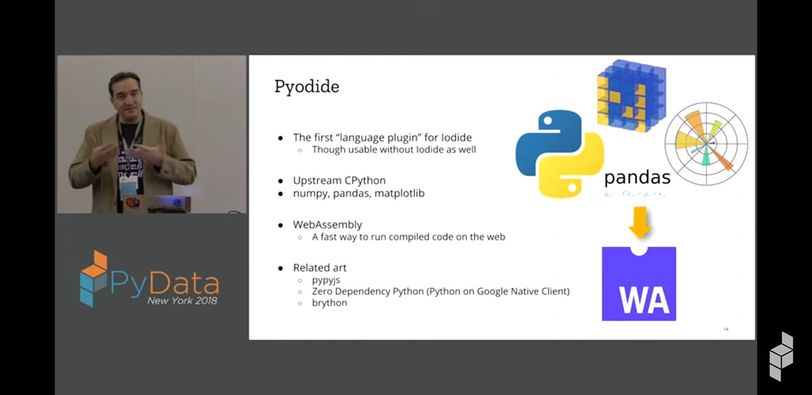 Pyodide
● The first “language plugin” for Iodide
○ Though usable without Iodide as well
● Upstream CPython
● numpy, pandas, matplotlib
● WebAssembly
○ A fast way to run compiled code on the web
● Related art
○ pypyjs
○ Zero Dependency Python (Python on Google Native Client)
○ brython
pandas
WA
14
PyData
New York 2018